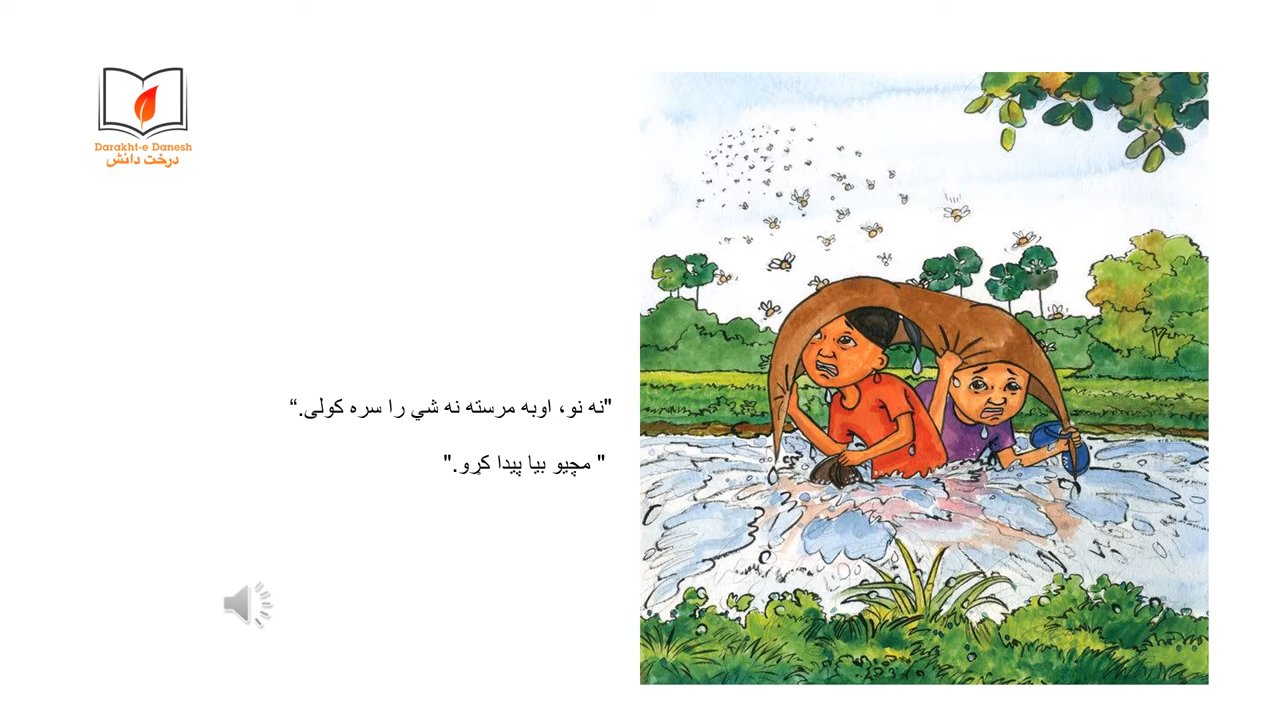 Darakht-e Danesh
درخت دانش
"نه نو، اوبه مرسته نه شي را سره کولی.“
" مچيو بيا پيدا کړو."